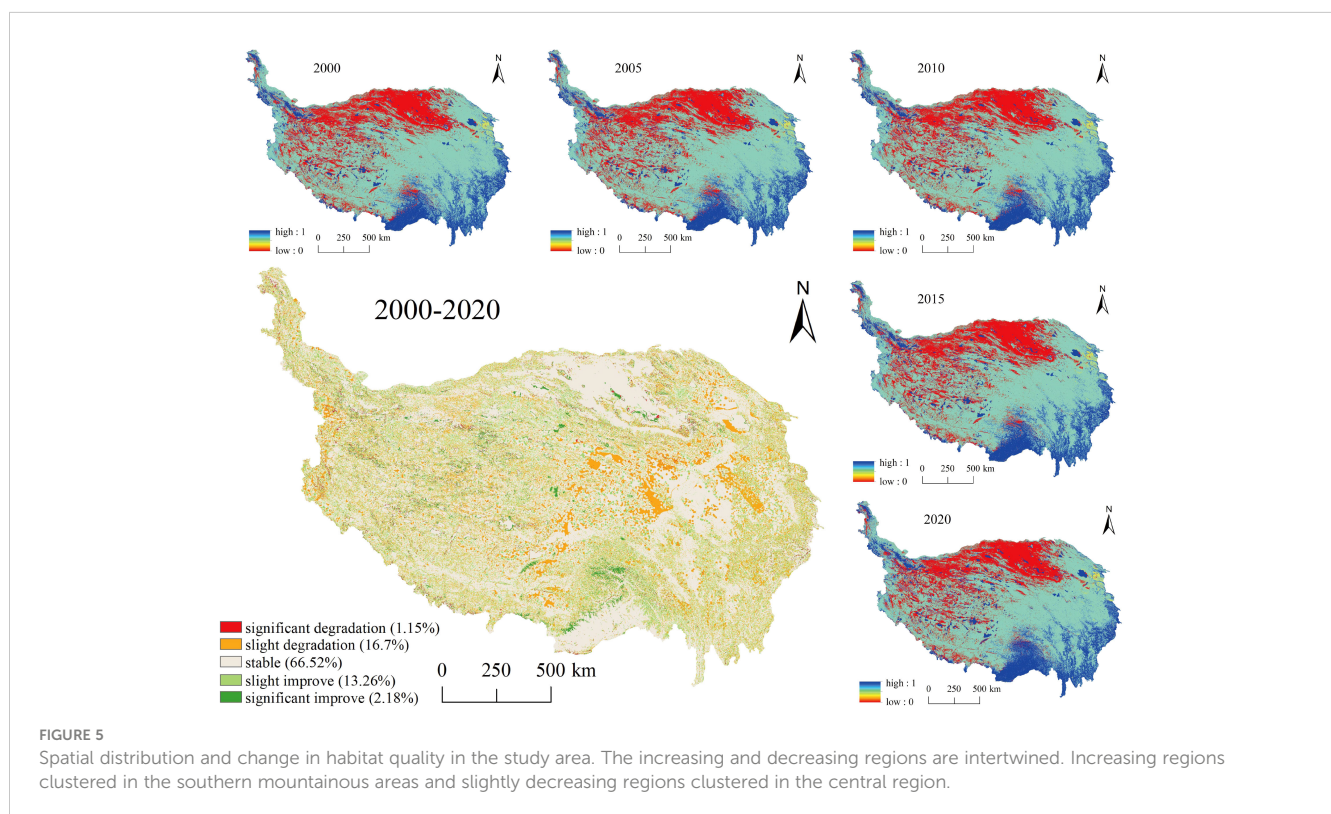 2000
N
high : 1
low : 0
0 250 500 km
2005
N
high : 1
low : 0
0 250 500 km
2010
N
high : 1
low : 0
0 250 500 km
2000-2020
N
significant degradation (1.15%)
slight degradation (16.7%)
stable (66.52%)
slight improve (13.26%)
significant improve (2.18%)
0 250 500 km
2015
N
high : 1
low : 0
0 250 500 km
2020
N
high : 1
low : 0
0 250 500 km
FIGURE 5
Spatial distribution and change in habitat quality in the study area. The increasing and decreasing regions are intertwined. Increasing regions
clustered in the southern mountainous areas and slightly decreasing regions clustered in the central region.